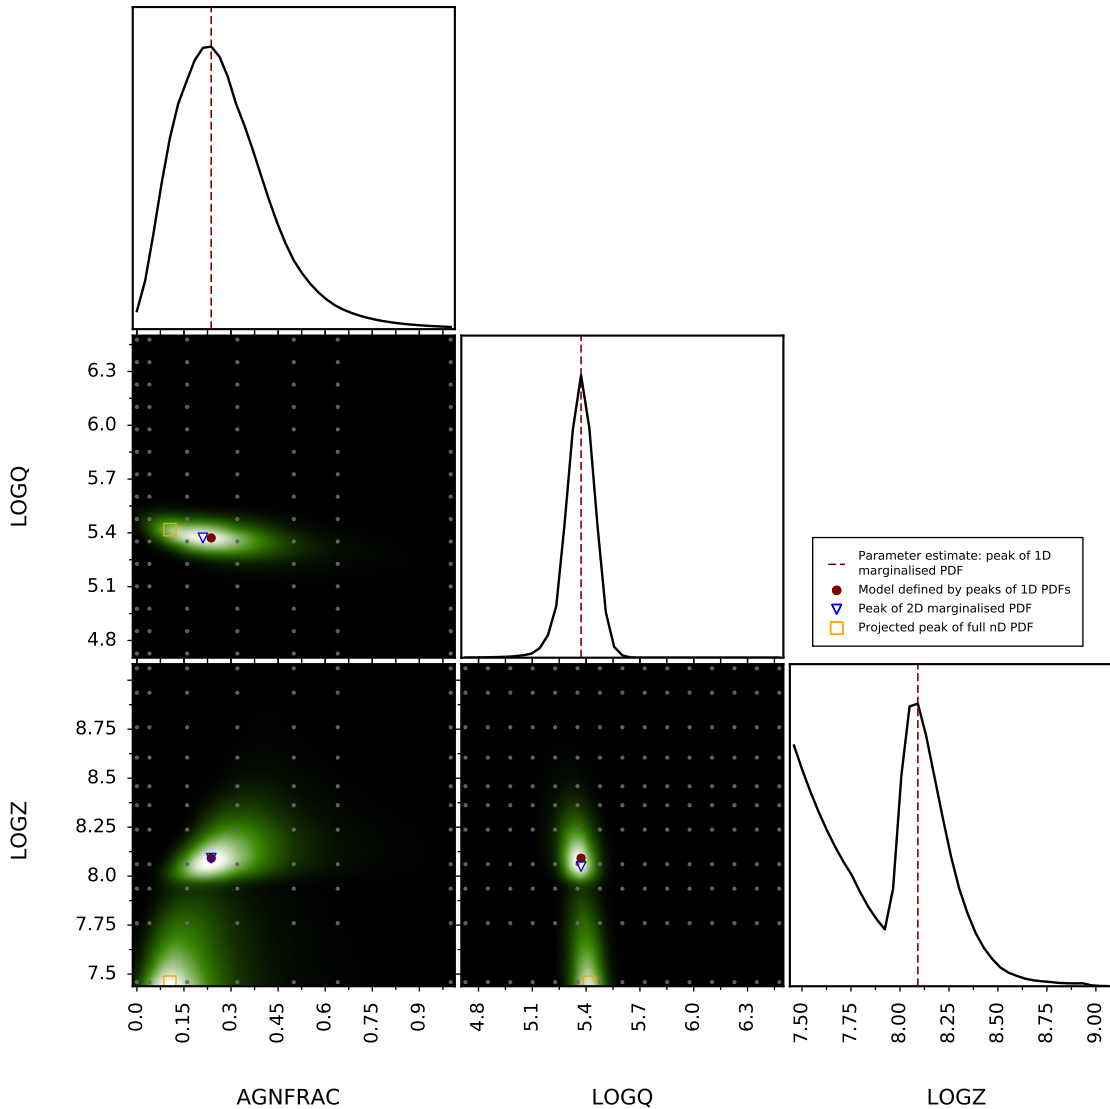 6.3
6.0
5.7
5.4
5.1
4.8
LOGQ
Parameter estimate: peak of 1D
marginalised PDF
Model defined by peaks of 1D PDFs
Peak of 2D marginalised PDF
Projected peak of full nD PDF
8.75
8.5
8.25
8.0
7.75
7.5
LOGZ
0.0 0.15 0.3 0.45 0.6 0.75 0.9
4.8 5.1 5.4 5.7 6.0 6.3
7.50 7.75 8.00 8.25 8.50 8.75 9.00
AGNFRAC LOGQ LOGZ